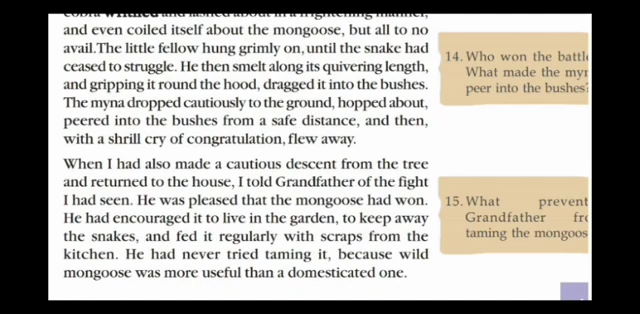 and even coiled itself about the mongoose, but all to no
avail.The little fellow hung grimly on, until the snake had
ceased to struggle. He then smelt along its quivering length,
and gripping it round the hood, dragged it into the bushes.
The myna dropped cautiously to the ground, hopped about,
peered into the bushes from a safe distance, and then,
with a shrill cry of congratulation, flew away.
When I had also made a cautious descent from the tree
and returned to the house, I told Grandfather of the fight
I had seen. He was pleased that the mongoose had won.
He had encouraged it to live in the garden, to keep away
the snakes, and fed it regularly with scraps from the
kitchen. He had never tried taming it, because wild
mongoose was more useful than a domesticated one.
14. Who won the battl
What made the my
peer into the bushes
15. What prevent
Grandfather fr
taming the mongoos